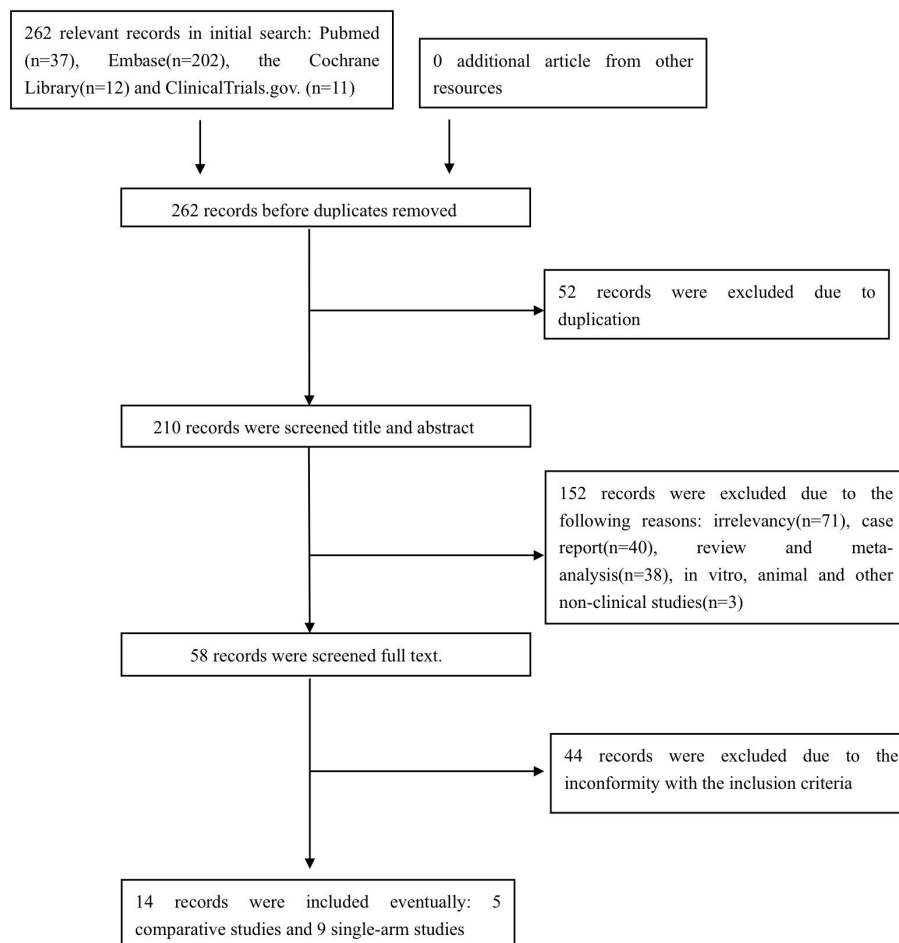 262 relevant records in initial search: Pubmed
(n=37), Embase(n=202), the Cochrane
Library(n=12) and ClinicalTrials.gov. (n=11)
0 additional article from other
resources
262 records before duplicates removed
52 records were excluded due to
duplication
210 records were screened title and abstract
152 records were excluded due to the
following reasons: irrelevancy(n=71), case
report(n=40), review and meta-
analysis(n=38), in vitro, animal and other
non-clinical studies(n=3)
58 records were screened full text.
44 records were excluded due to the
inconformity with the inclusion criteria
14 records were included eventually: 5
comparative studies and 9 single-arm studies